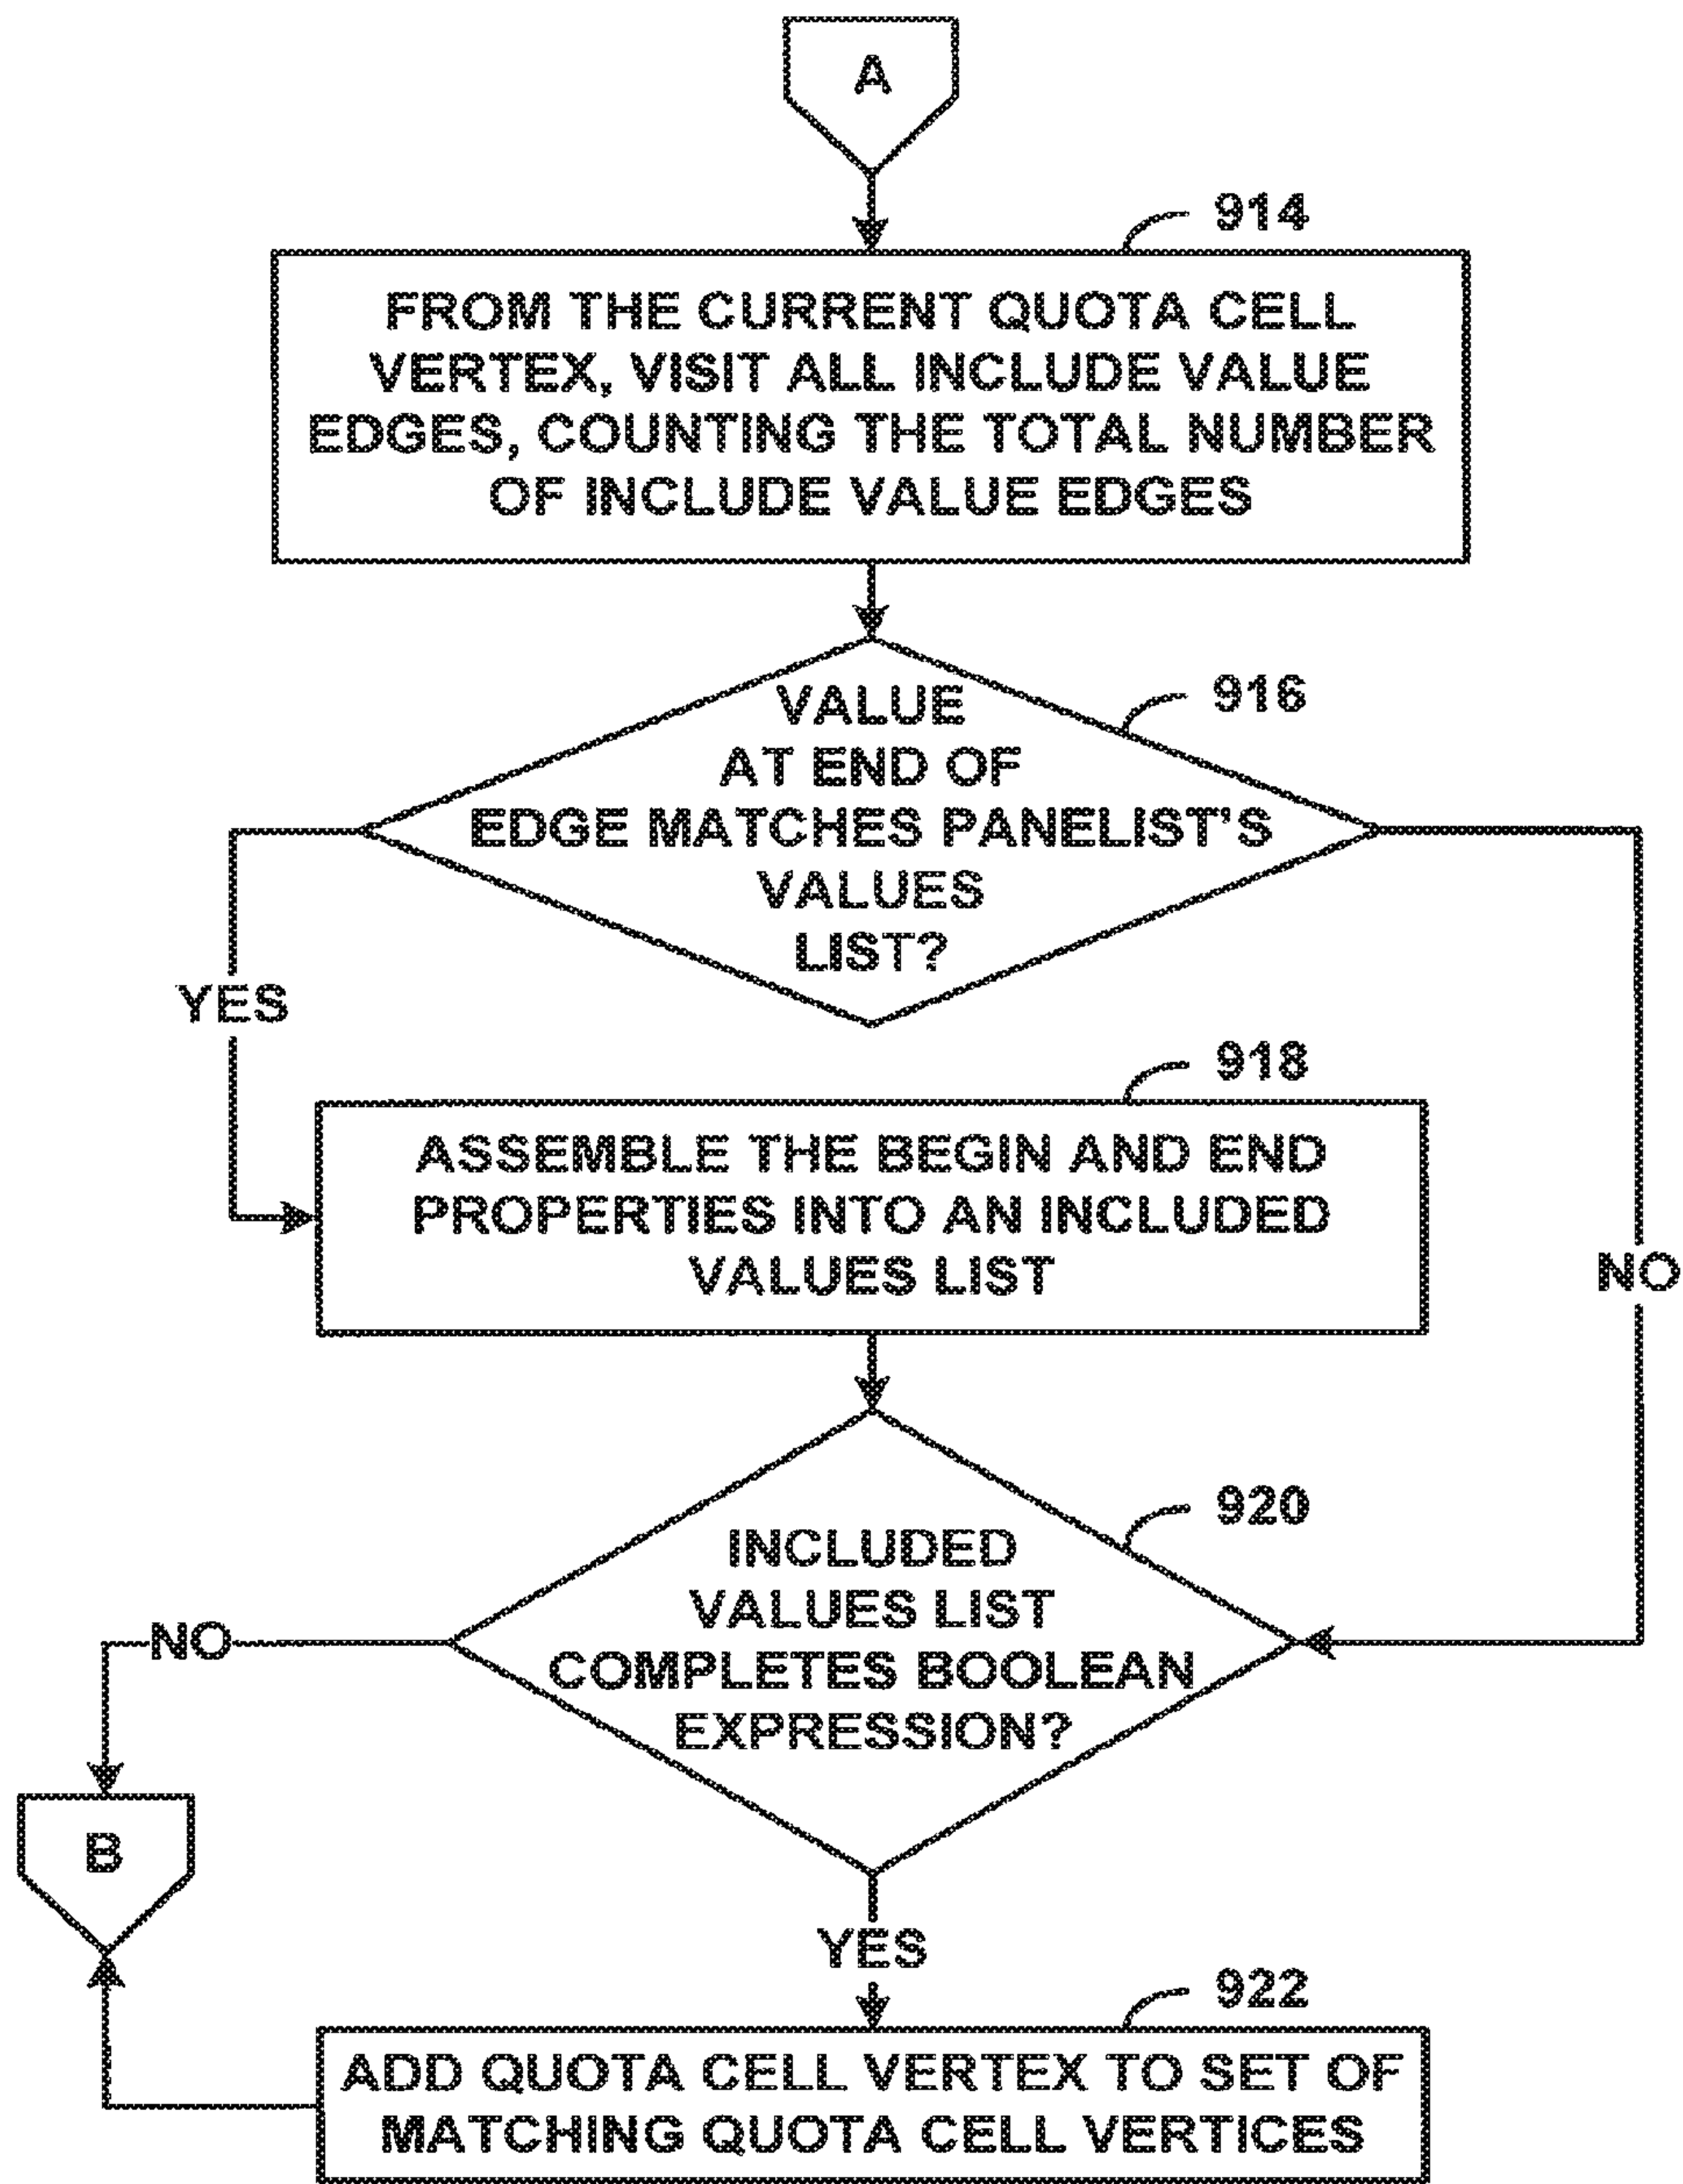 A
914
FROM THE CURRENT QUOTA CELL
VERTEX, VISIT ALL INCLUDE VALUE
EDGES, COUNTING THE TOTAL NUMBER
OF INCLUDE VALUE EDGES
916
VALUE
AT END OF
EDGE MATCHES PANELIST'S
VALUES
LIST?
YES
918
ASSEMBLE THE BEGIN AND END
PROPERTIES INTO AN INCLUDED
VALUES LIST
NO
920
INCLUDED
VALUES LIST
COMPLETES BOOLEAN
EXPRESSION?
NO
B
YES
922
ADD QUOTA CELL VERTEX TO SET OF
MATCHING QUOTA CELL VERTICES